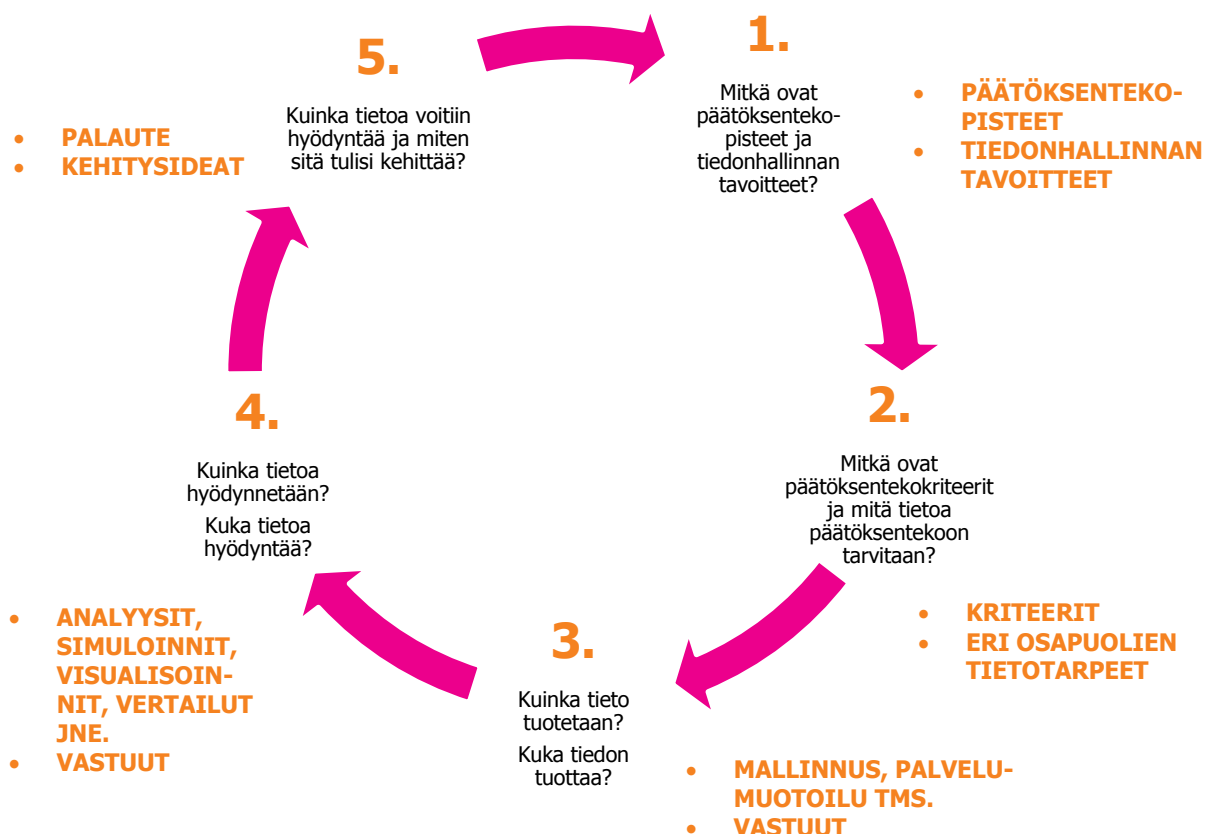 1.
Mitkä ovat
päätöksenteko-
pisteet ja
tiedonhallinnan
tavoitteet?
• PÄÄTÖKSENTEKO-
PISTEET
• TIEDONHALLINNAN
TAVOITTEET
2.
Mitkä ovat
päätöksentekokriteerit
ja mitä tietoa
päätöksentekoon
tarvitaan?
• KRITEERIT
• ERI OSAPUOLIEN
TIETOTARPEET
3.
Kuinka tieto
tuotetaan?
Kuka tiedon
tuottaa?
• MALLINNUS, PALVELU-
MUOTOILU TMS.
• VASTUUT
4.
Kuinka tietoa
hyödynnetään?
Kuka tietoa
hyödyntää?
• ANALYYSIT,
SIMULOINNIT,
VISUALISOIN-
NIT, VERTAILUT
JNE.
• VASTUUT
5.
Kuinka tietoa voitiin
hyödyntää ja miten
sitä tulisi kehittää?
• PALAUTE
• KEHITYSIDEAT